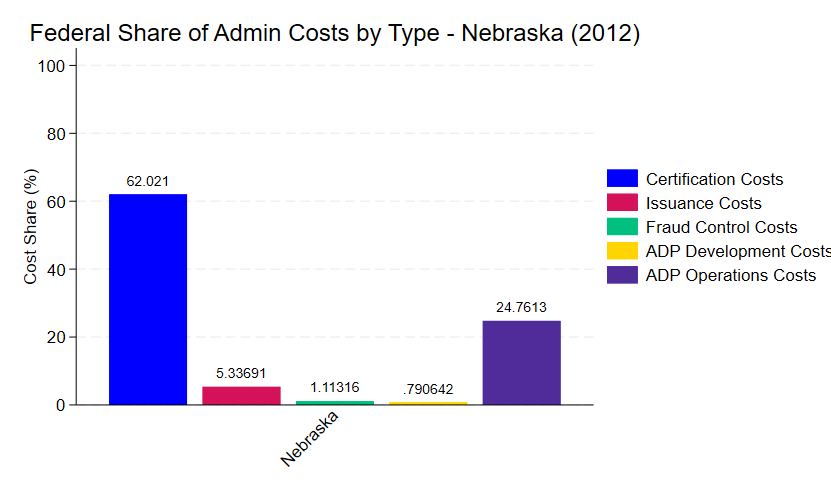 Federal Share of Admin Costs by Type - Nebraska (2012)
Cost Share (%)
100
80
60
40
20
0
62.021
5.33691
1.11316
.790642
24.7613
Nebraska
Certification Costs
Issuance Costs
Fraud Control Costs
ADP Development Costs
ADP Operations Costs